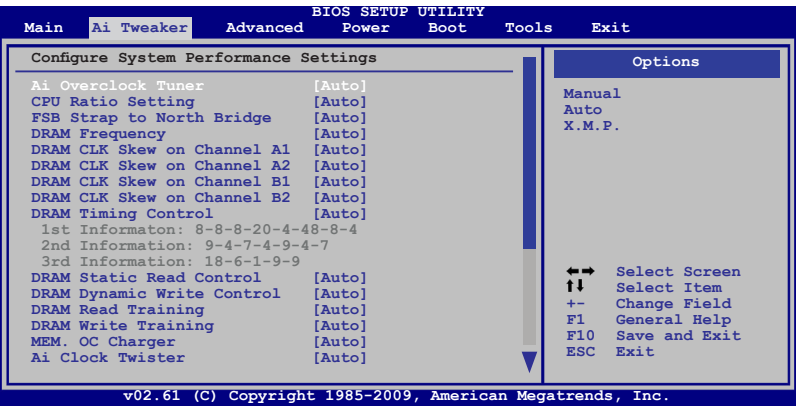 BIOS SETUP UTILITY
Main Ai Tweaker Advanced Power Boot Tools Exit
Configure System Performance Settings
Ai Overclock Tuner [Auto]
CPU Ratio Setting [Auto]
FSB Strap to North Bridge [Auto]
DRAM Frequency [Auto]
DRAM CLK Skew on Channel A1 [Auto]
DRAM CLK Skew on Channel A2 [Auto]
DRAM CLK Skew on Channel B1 [Auto]
DRAM CLK Skew on Channel B2 [Auto]
DRAM Timing Control [Auto]
1st Informaton: 8-8-8-20-4-48-8-4
2nd Information: 9-4-7-4-9-4-7
3rd Information: 18-6-1-9-9
DRAM Static Read Control [Auto]
DRAM Dynamic Write Control [Auto]
DRAM Read Training [Auto]
DRAM Write Training [Auto]
MEM. OC Charger [Auto]
Ai Clock Twister [Auto]
Options
Manual
Auto
X.M.P.
←→ Select Screen
↑↓ Select Item
+- Change Field
F1 General Help
F10 Save and Exit
ESC Exit
v02.61 (C) Copyright 1985-2009, American Megatrends, Inc.